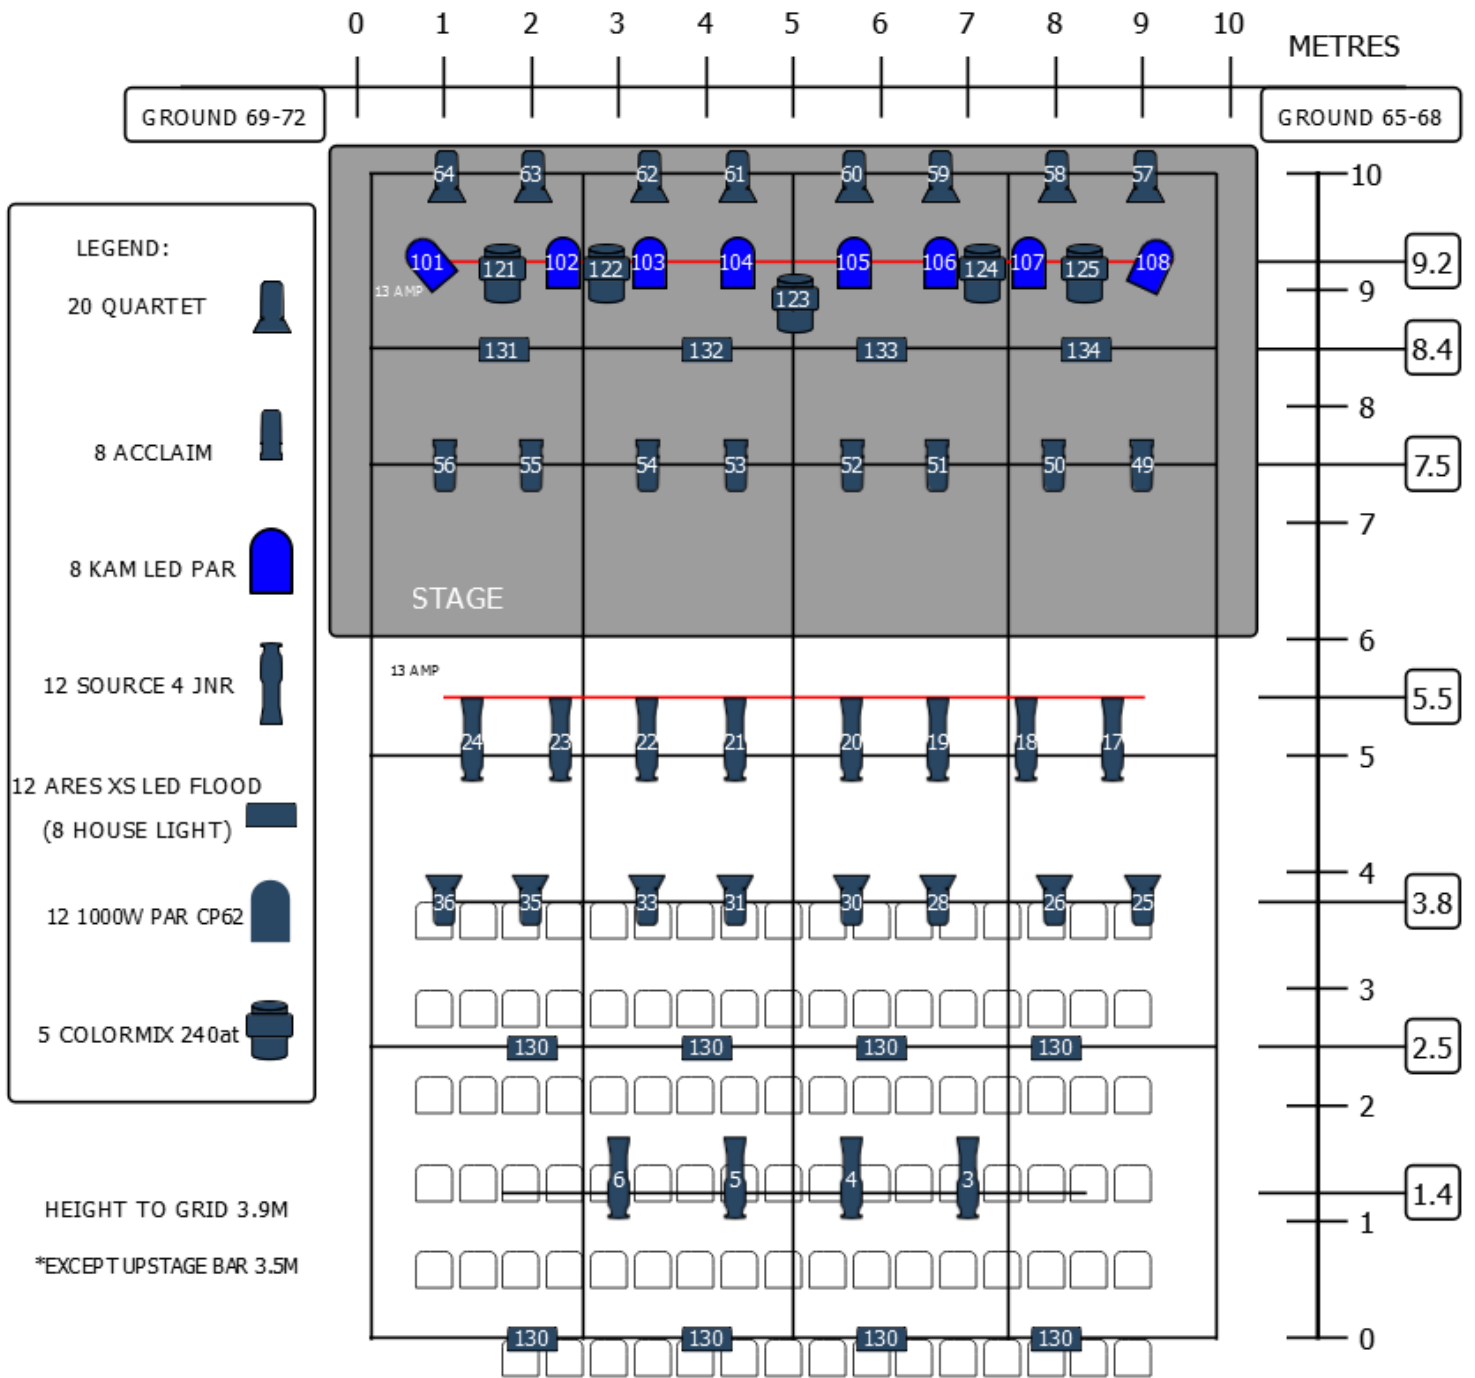 0 1 2 3 4 5 6 7 8 9 10
METRES
GROUND 69-72
GROUND 65-68
64 63 62 61 60 59 58 57
10
LEGEND:
101 121 102 122 103 104 105 106 124 107 125 108
9.2
13 AMP
123
9
20 QUARTET
131 132 133 134
8.4
8
8 ACCLAIM
56 55 54 53 52 51 50 49
7.5
7
8 KAM LED PAR
STAGE
6
13 AMP
12 SOURCE 4 JNR
5.5
24 23 22 21 20 19 18 17
5
12 ARES XS LED FLOOD
(8 HOUSE LIGHT)
4
36 35 33 31 30 28 26 25
3.8
12 1000W PAR CP62
3
5 COLORMIX 240at
130 130 130 130
2.5
2
6 5 4 3
1.4
HEIGHT TO GRID 3.9M
1
*EXCEPT UPSTAGE BAR 3.5M
130 130 130 130
0